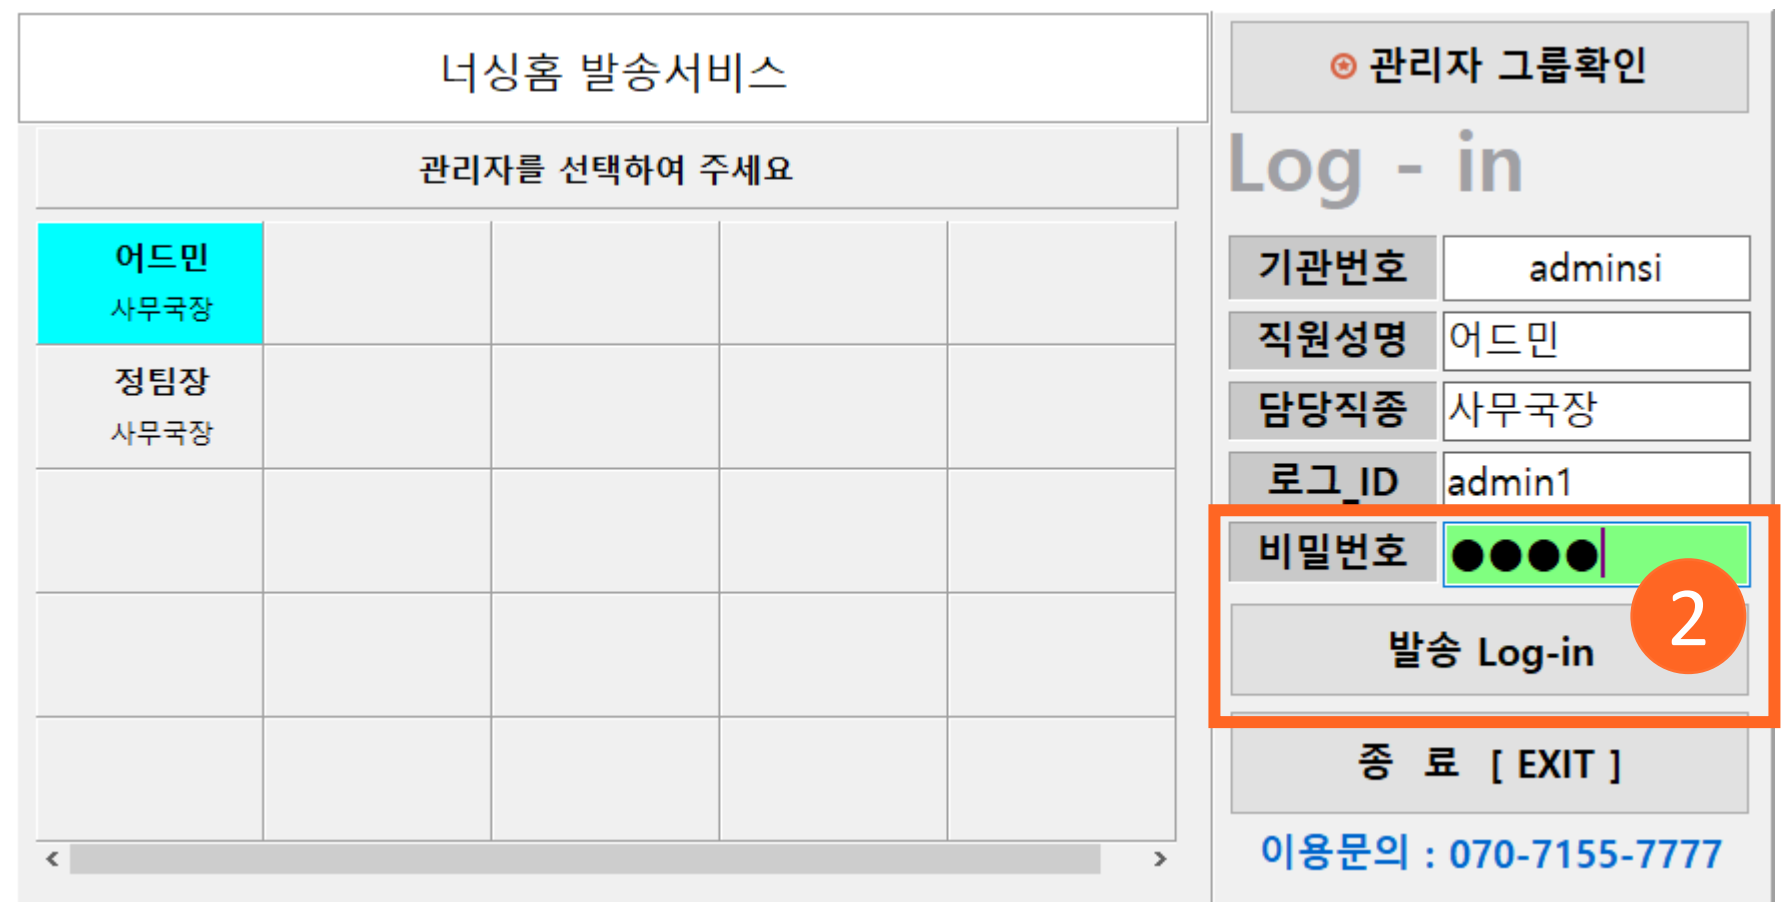 너싱홈 발송서비스
관리자를 선택하여 주세요
어드민
사무국장
정팀장
사무국장
관리자 그룹확인
Log - in
기관번호 adminsi
직원성명 어드민
담당직종 사무국장
로그_ID admin1
비밀번호 ●●●●
2
발송 Log-in
종 료 [ EXIT ]
이용문의 : 070-7155-7777